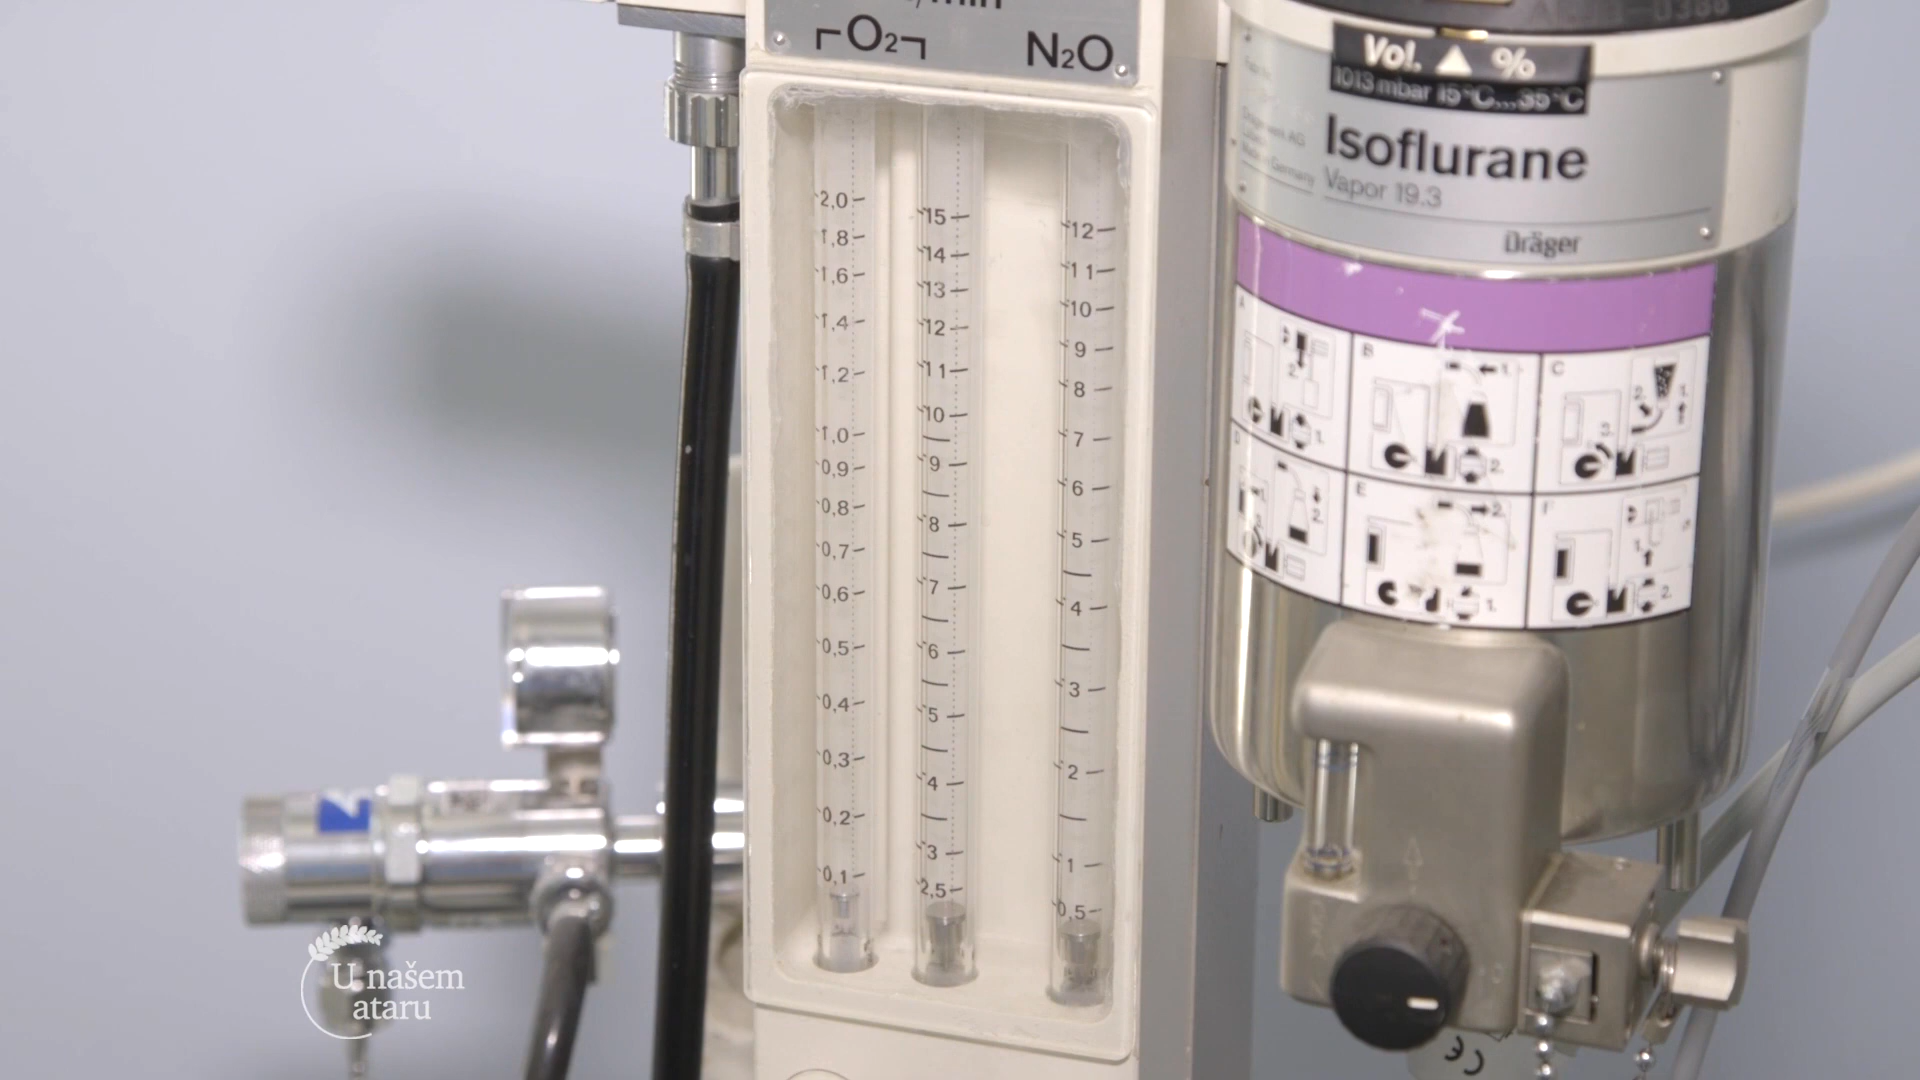 O₂
N₂O
2,0
1,8
1,6
1,4
1,2
1,0
0,9
0,8
0,7
0,6
0,5
0,4
0,3
0,2
0,1
15
14
13
12
11
10
9
8
7
6
5
4
3
2,5
12
11
10
9
8
7
6
5
4
3
2
1
0,5
Vol. ▲ %
1013 mbar 15°C...35°C
Isoflurane
Vapor 19.3
Dräger
A
B
C
D
E
F
CE
U našem
ataru